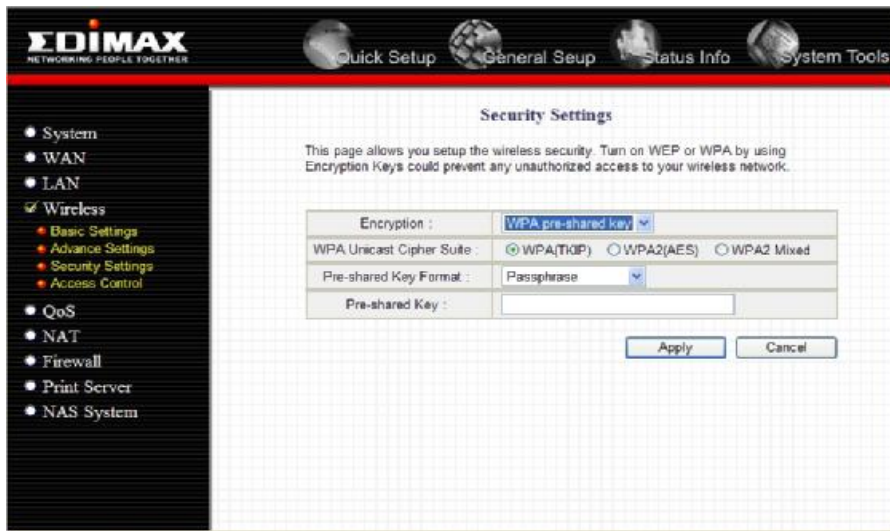 EDIMAX
NETWORKING PEOPLE TOGETHER
Quick Setup
General Seup
Status Info
System Tools
System
WAN
LAN
Wireless
Basic Settings
Advance Settings
Security Settings
Access Control
QoS
NAT
Firewall
Print Server
NAS System
Security Settings
This page allows you setup the wireless security. Turn on WEP or WPA by using
Encryption Keys could prevent any unauthorized access to your wireless network.
Encryption : WPA pre-shared key
WPA Unicast Cipher Suite : WPA(TKIP) WPA2(AES) WPA2 Mixed
Pre-shared Key Format : Passphrase
Pre-shared Key :
Apply Cancel